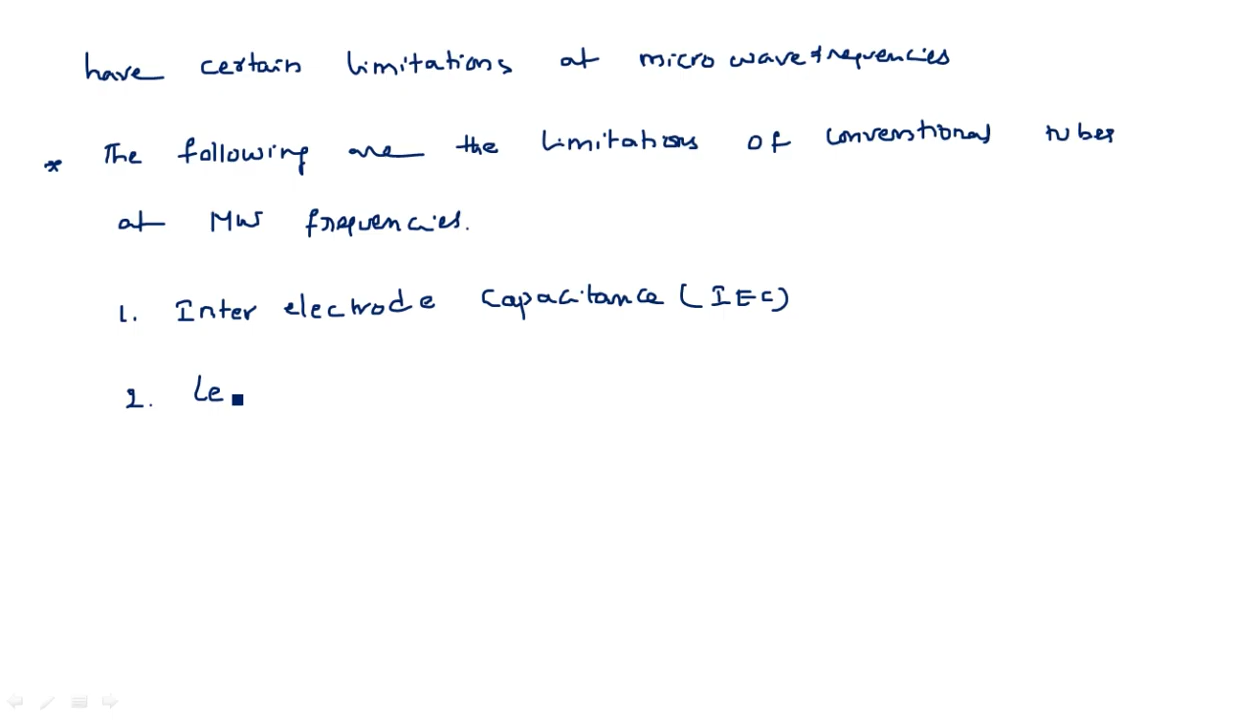 have certain limitations at microwave frequencies
* The following are the limitations of conventional tubes
at MW frequencies.
1. Inter electrode capacitance (IEC)
2. Le